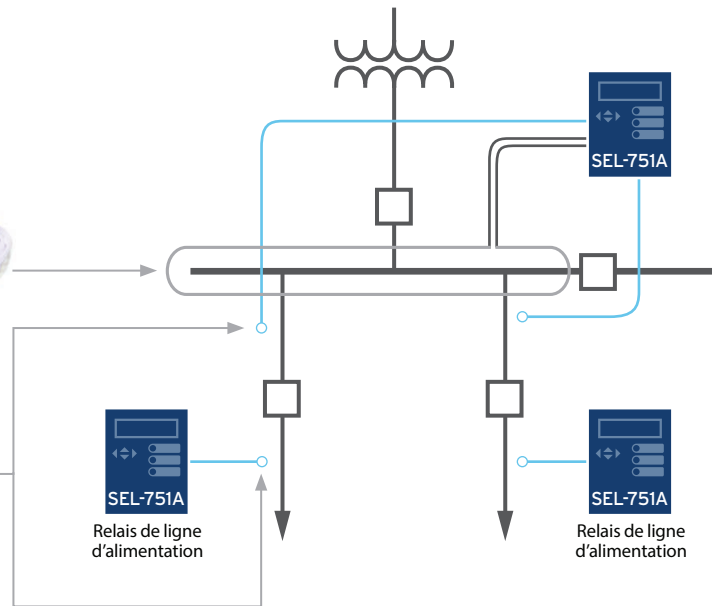 SEL-751A
SEL-751A
Relais de ligne
d'alimentation
SEL-751A
Relais de ligne
d'alimentation